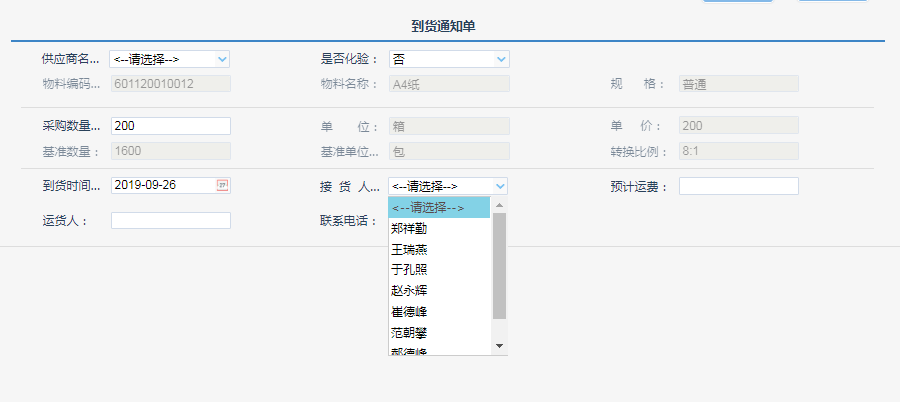 到货通知单
供应商名... <--请选择--> 是否化验： 否
物料编码... 601120010012 物料名称： A4纸 规 格： 普通
采购数量... 200 单 位： 箱 单 价： 200
基准数量： 1600 基准单位... 包 转换比例： 8:1
到货时间... 2019-09-26 接 货 人... <--请选择--> 预计运费：
运货人： 联系电话：
<--请选择-->
郑祥勤
王瑞燕
于孔照
赵永辉
崔德峰
范朝攀
郝德峰